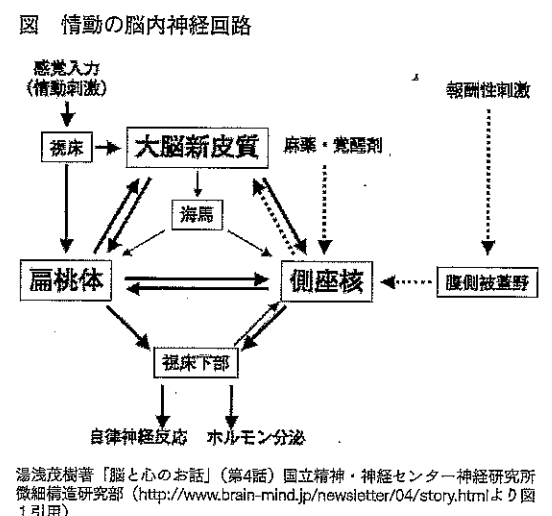 図 情動の脳内神経回路
感覚入力
(情動刺激)
報酬性刺激
視床
大脳新皮質
麻薬・覚醒剤
海馬
扁桃体
側座核
腹側被蓋野
視床下部
自律神経反応 ホルモン分泌
湯浅茂樹著「脳と心のお話」(第4話)国立精神・神経センター神経研究所
微細構造研究部(http://www.brain-mind.jp/newsletter/04/story.htmlより図
1引用)